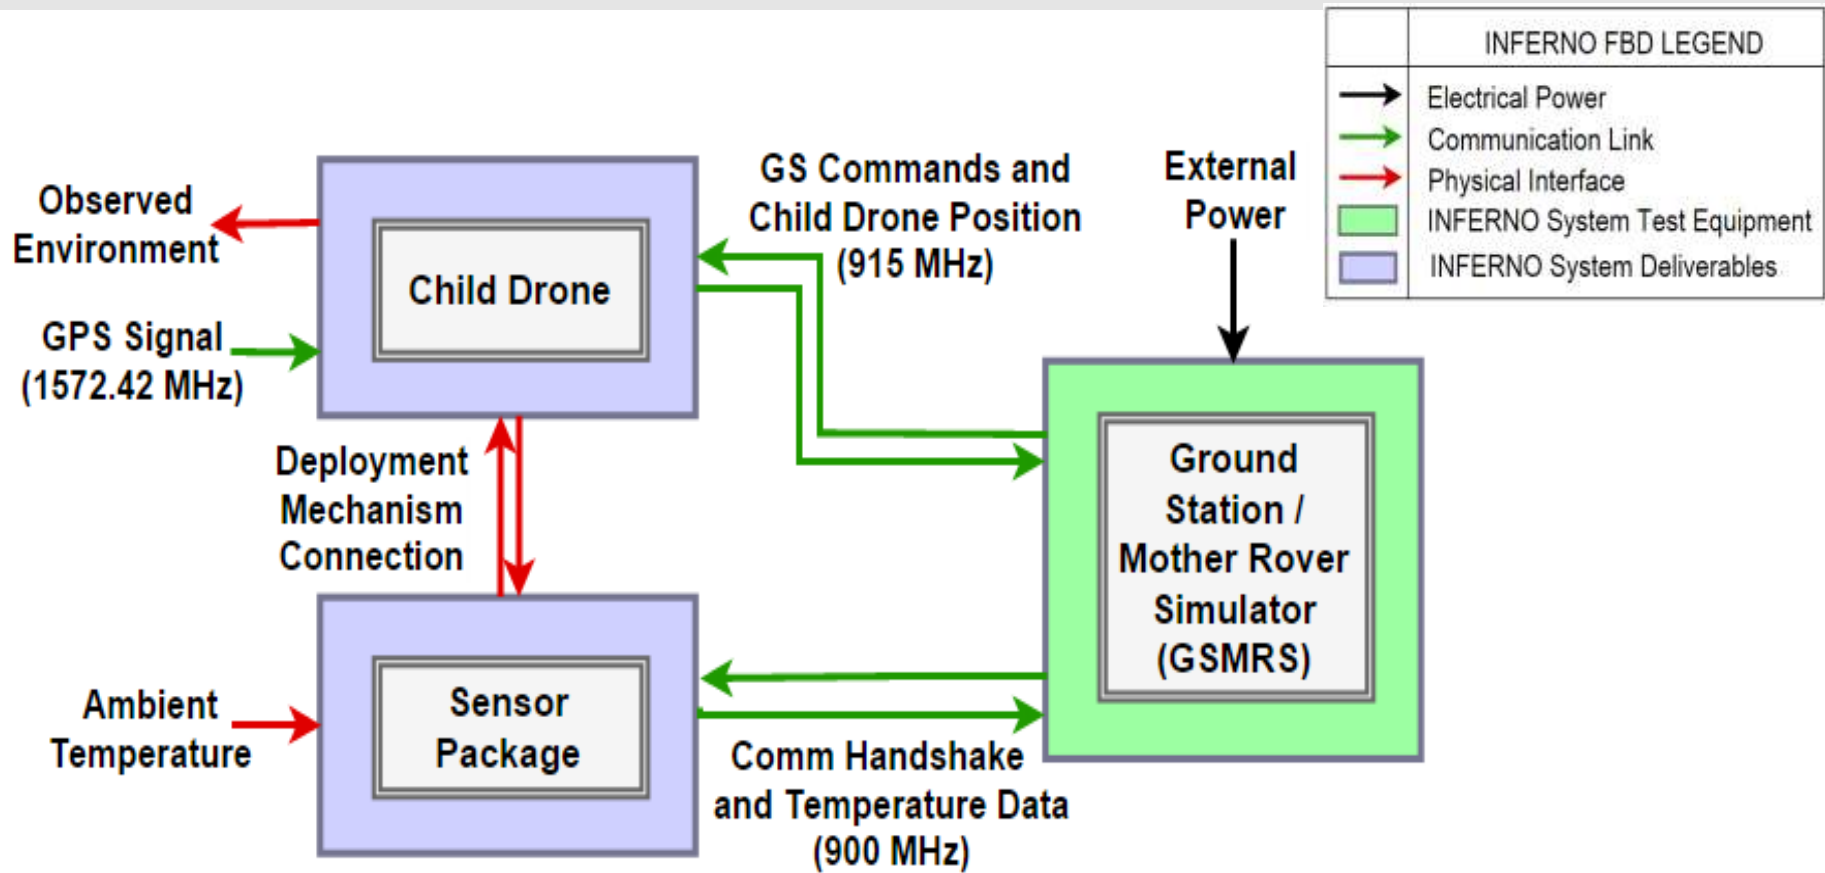 INFERNO FBD LEGEND
Electrical Power
Communication Link
Physical Interface
INFERNO System Test Equipment
INFERNO System Deliverables
Observed
Environment
GPS Signal
(1572.42 MHz)
Child Drone
GS Commands and
Child Drone Position
(915 MHz)
External
Power
Deployment
Mechanism
Connection
Ground
Station /
Mother Rover
Simulator
(GSMRS)
Ambient
Temperature
Sensor
Package
Comm Handshake
and Temperature Data
(900 MHz)